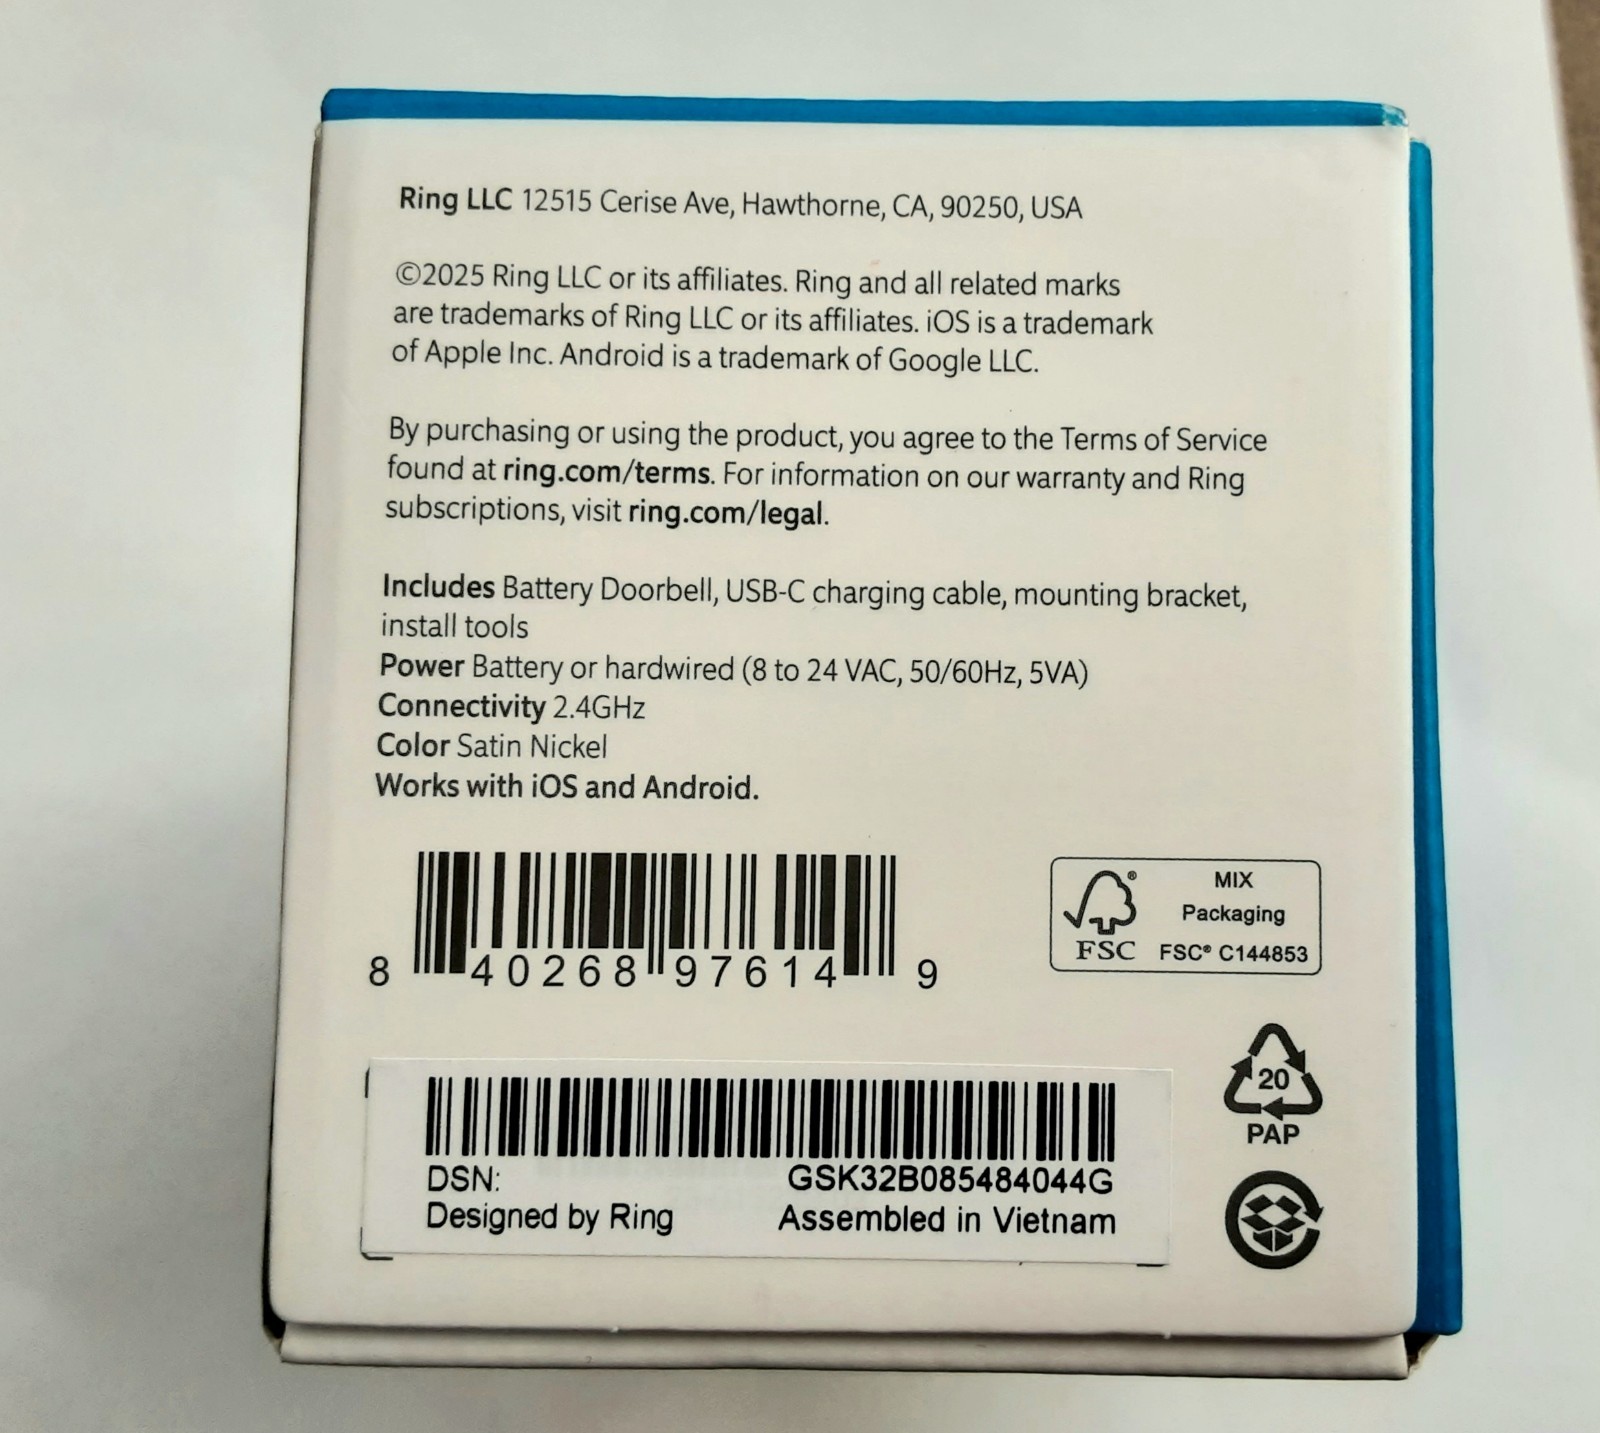 Ring LLC 12515 Cerise Ave, Hawthorne, CA, 90250, USA
©2025 Ring LLC or its affiliates. Ring and all related marks
are trademarks of Ring LLC or its affiliates. iOS is a trademark
of Apple Inc. Android is a trademark of Google LLC.
By purchasing or using the product, you agree to the Terms of Service
found at ring.com/terms. For information on our warranty and Ring
subscriptions, visit ring.com/legal.
Includes Battery Doorbell, USB-C charging cable, mounting bracket,
install tools
Power Battery or hardwired (8 to 24 VAC, 50/60Hz, 5VA)
Connectivity 2.4GHz
Color Satin Nickel
Works with iOS and Android.
8 40268 97614 9
MIX
Packaging
FSC FSC® C144853
20
PAP
DSN: GSK32B085484044G
Designed by Ring Assembled in Vietnam